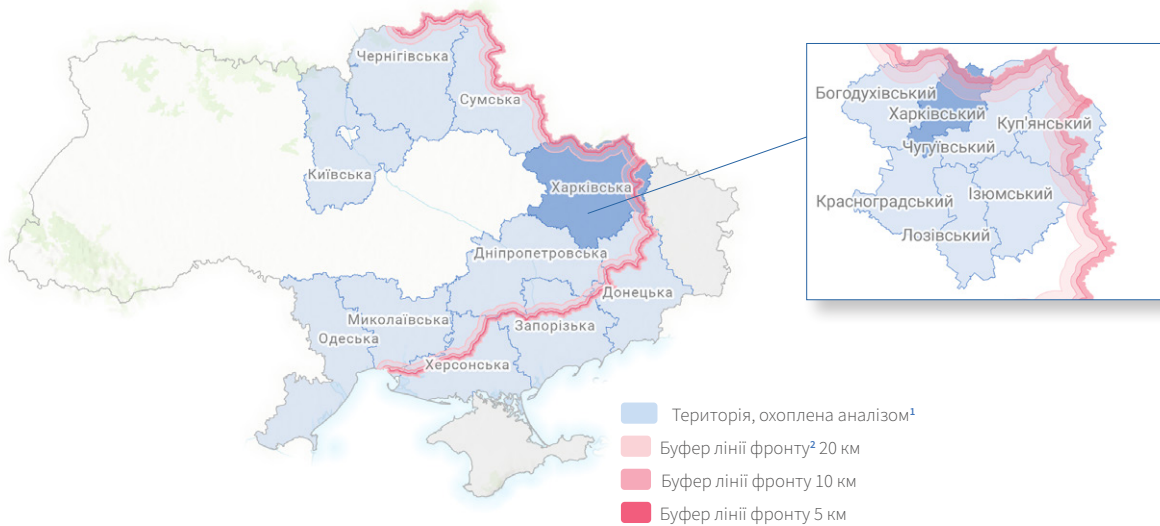 Чернігівська
Сумська
Київська
Харківська
Дніпропетровська
Донецька
Миколаївська
Запорізька
Одеська
Херсонська
Богодухівський
Харківський
Куп'янський
Чугуївський
Красноградський
Ізюмський
Лозівський
Територія, охоплена аналізом¹
Буфер лінії фронту² 20 км
Буфер лінії фронту 10 км
Буфер лінії фронту 5 км